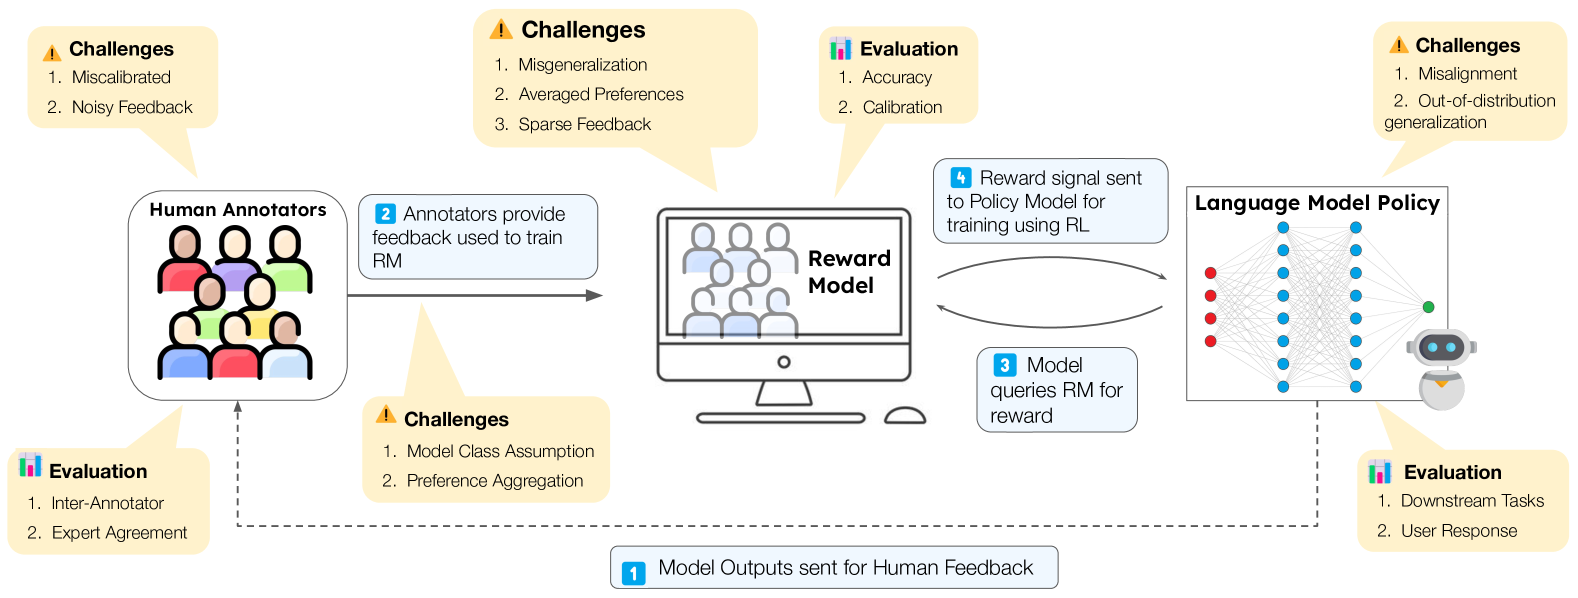 Challenges
1. Miscalibrated
2. Noisy Feedback
Challenges
1. Misgeneralization
2. Averaged Preferences
3. Sparse Feedback
Evaluation
1. Accuracy
2. Calibration
Challenges
1. Misalignment
2. Out-of-distribution
generalization
Human Annotators
2 Annotators provide
feedback used to train
RM
Reward
Model
4 Reward signal sent
to Policy Model for
training using RL
Language Model Policy
3 Model
queries RM for
reward
Challenges
1. Model Class Assumption
2. Preference Aggregation
Evaluation
1. Inter-Annotator
2. Expert Agreement
Evaluation
1. Downstream Tasks
2. User Response
1 Model Outputs sent for Human Feedback